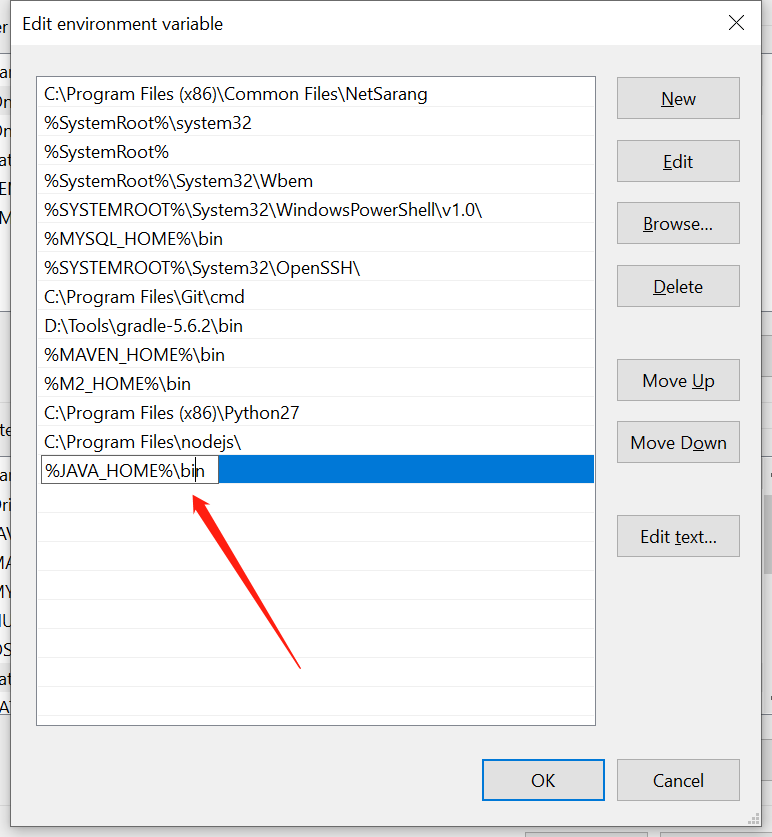 Edit environment variable
C:\Program Files (x86)\Common Files\NetSarang
%SystemRoot%\system32
%SystemRoot%
%SystemRoot%\System32\Wbem
%SYSTEMROOT%\System32\WindowsPowerShell\v1.0\
%MYSQL_HOME%\bin
%SYSTEMROOT%\System32\OpenSSH\
C:\Program Files\Git\cmd
D:\Tools\gradle-5.6.2\bin
%MAVEN_HOME%\bin
%M2_HOME%\bin
C:\Program Files (x86)\Python27
C:\Program Files\nodejs\
%JAVA_HOME%\bin
New
Edit
Browse...
Delete
Move Up
Move Down
Edit text...
OK
Cancel